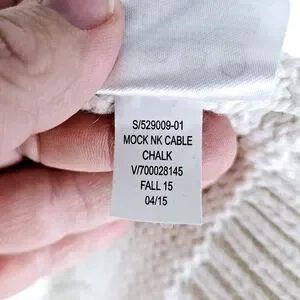 S/529009-01
MOCK NK CABLE
CHALK
V/700028145
FALL 15
04/15